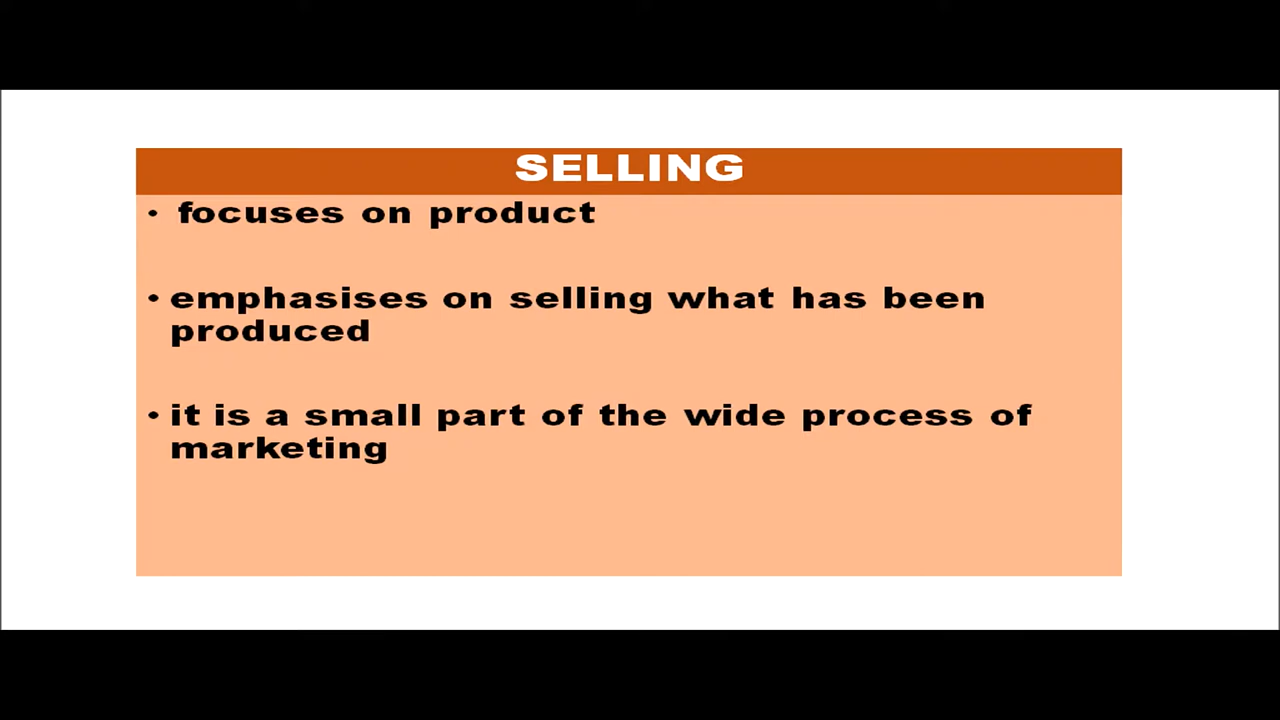 SELLING
• focuses on product
• emphasises on selling what has been
produced
• it is a small part of the wide process of
marketing